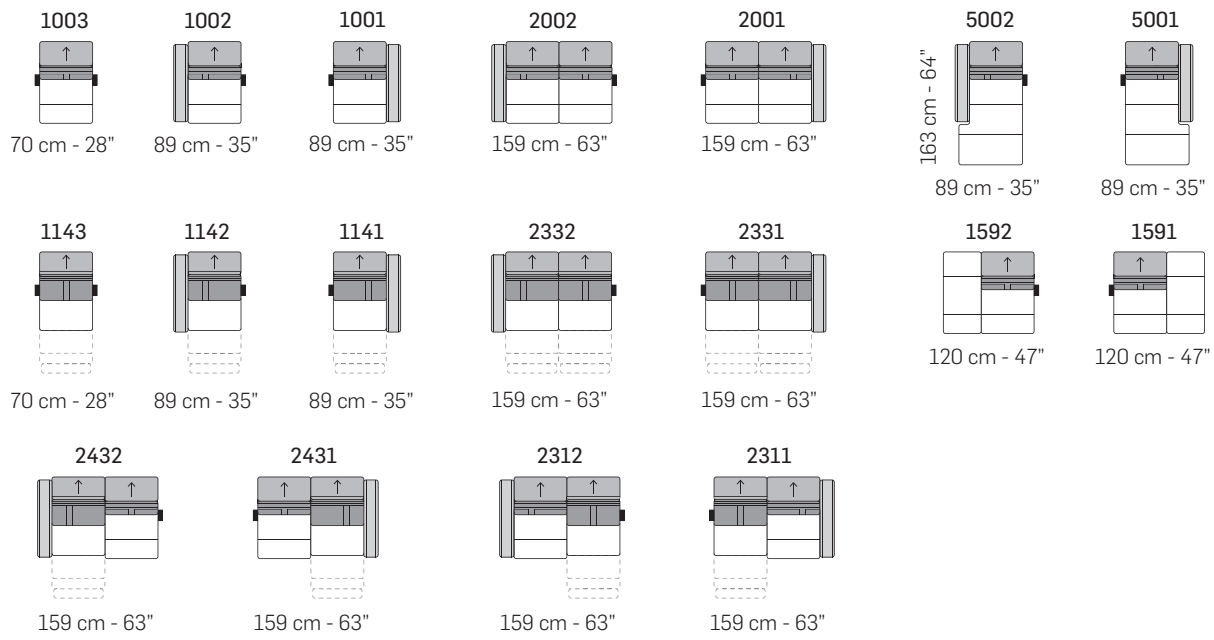 1003 1002 1001 2002 2001 5002 5001
163 cm - 64”
70 cm - 28” 89 cm - 35” 89 cm - 35” 159 cm - 63” 159 cm - 63”
89 cm - 35” 89 cm - 35”
1143 1142 1141 2332 2331 1592 1591
120 cm - 47” 120 cm - 47”
70 cm - 28” 89 cm - 35” 89 cm - 35” 159 cm - 63” 159 cm - 63”
2432 2431 2312 2311
159 cm - 63” 159 cm - 63” 159 cm - 63” 159 cm - 63”